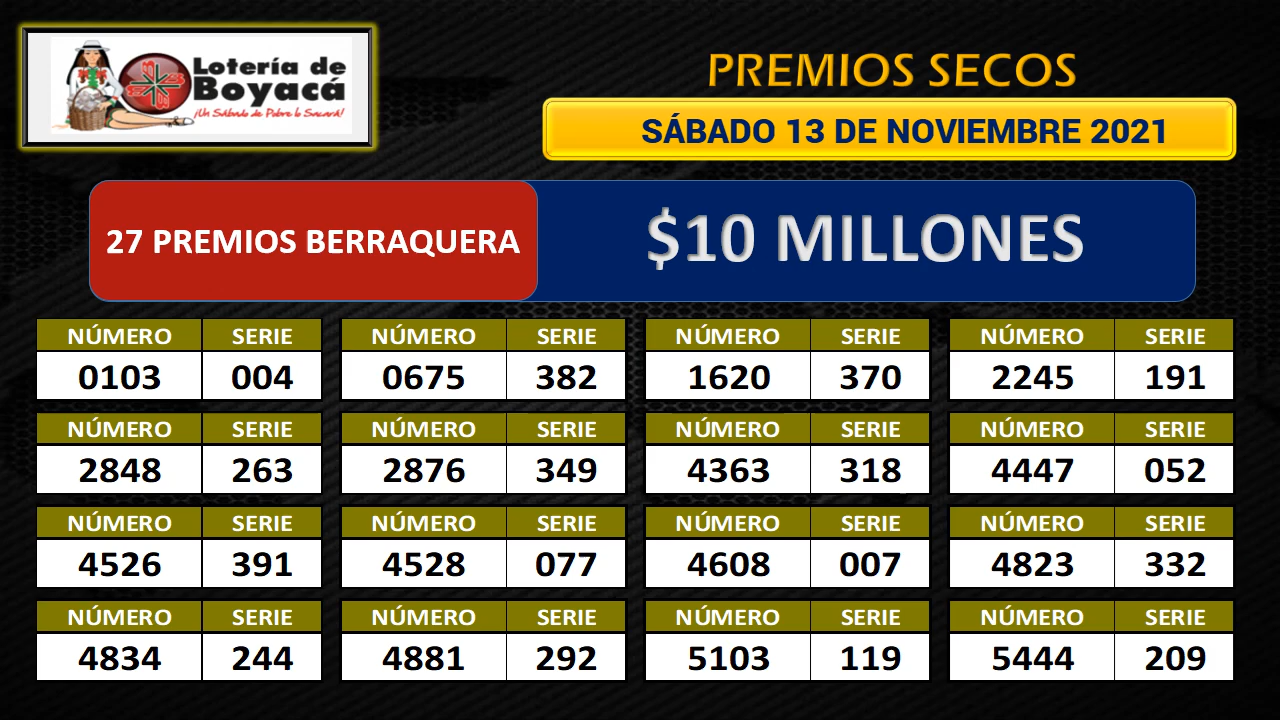 Lotería de
Boyacá
¡Un Sábado de Pobre lo Sacará!
PREMIOS SECOS
SÁBADO 13 DE NOVIEMBRE 2021
27 PREMIOS BERRAQUERA
$10 MILLONES
NÚMERO SERIE NÚMERO SERIE NÚMERO SERIE NÚMERO SERIE
0103 004 0675 382 1620 370 2245 191
NÚMERO SERIE NÚMERO SERIE NÚMERO SERIE NÚMERO SERIE
2848 263 2876 349 4363 318 4447 052
NÚMERO SERIE NÚMERO SERIE NÚMERO SERIE NÚMERO SERIE
4526 391 4528 077 4608 007 4823 332
NÚMERO SERIE NÚMERO SERIE NÚMERO SERIE NÚMERO SERIE
4834 244 4881 292 5103 119 5444 209